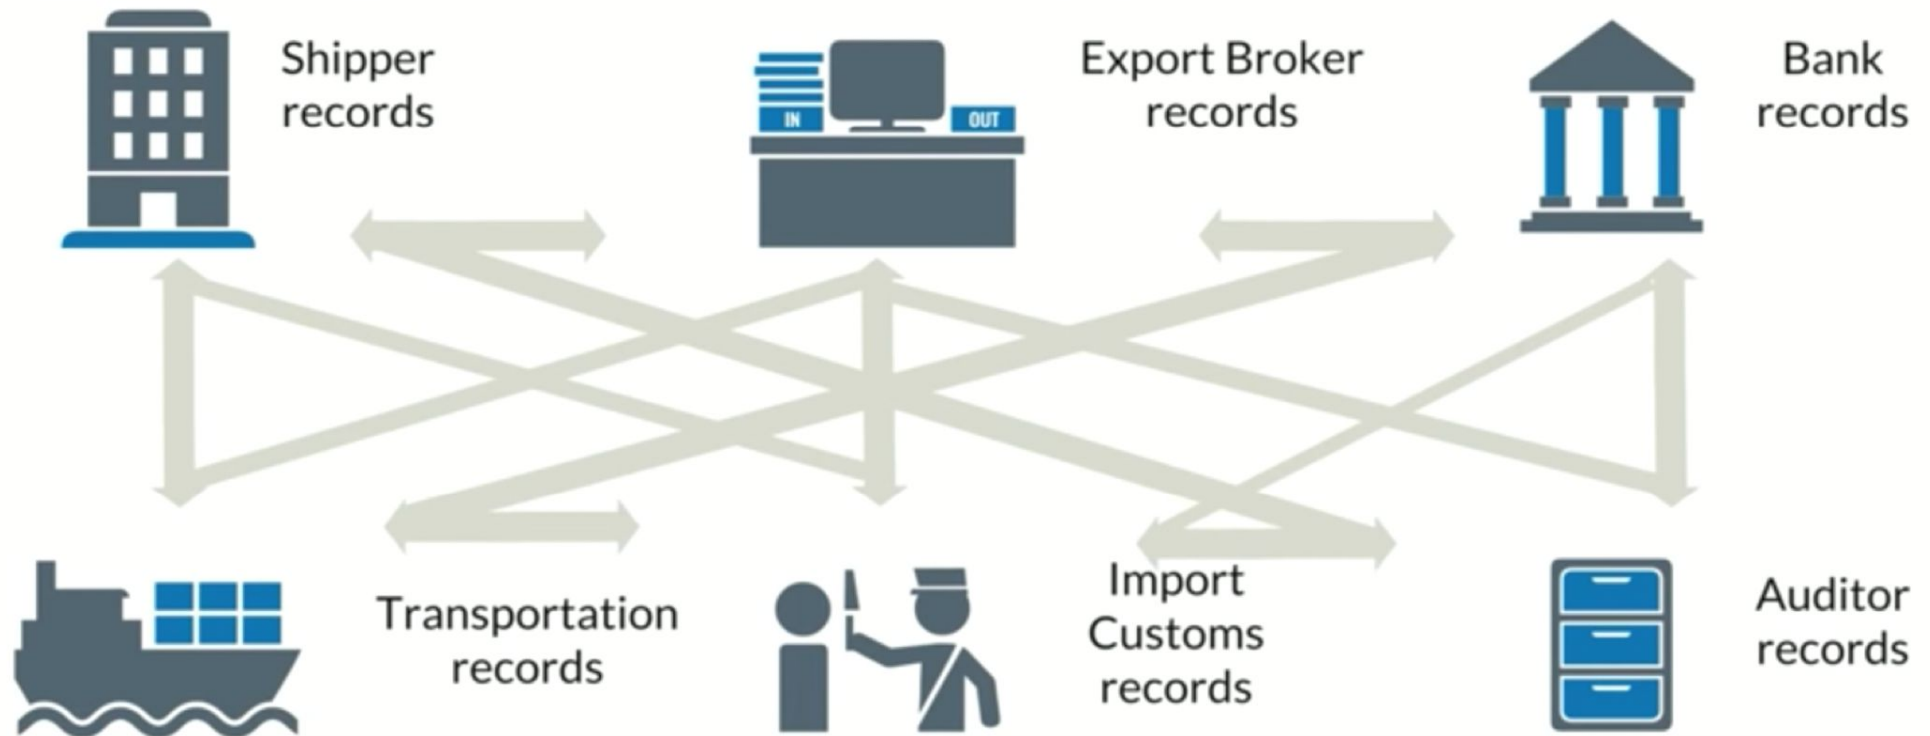 Shipper
records
IN
OUT
Export Broker
records
Bank
records
Transportation
records
Import
Customs
records
Auditor
records